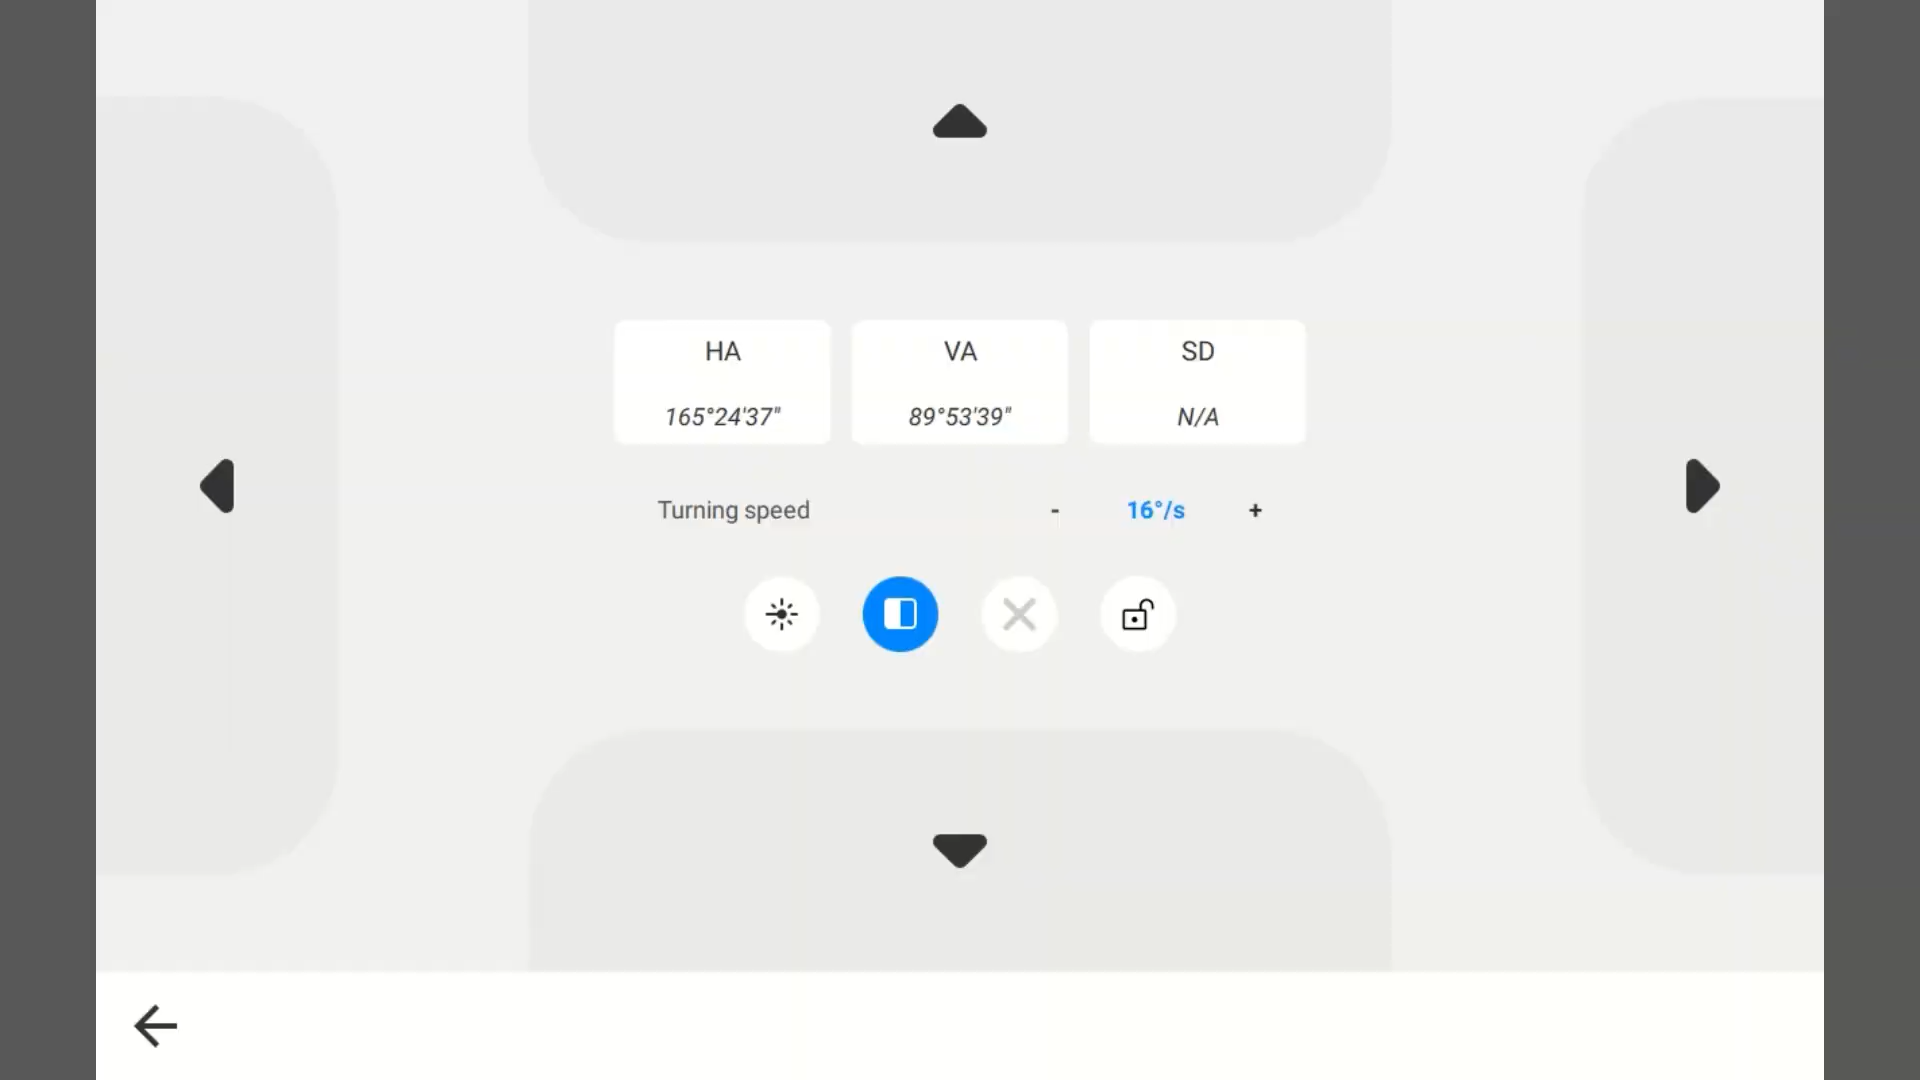 HA
165°24'37"
VA
89°53'39"
SD
N/A
Turning speed - 16°/s +